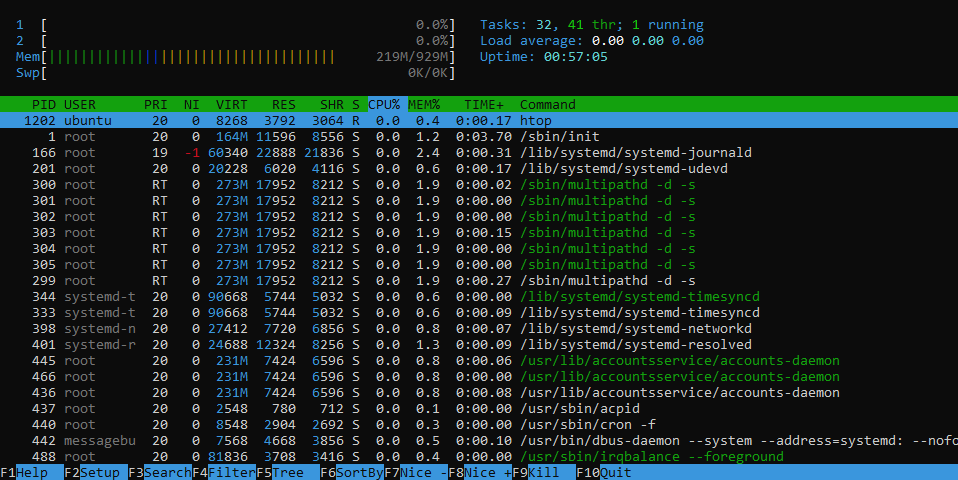 1 [ 0.0%] Tasks: 32, 41 thr; 1 running
2 [ 0.0%] Load average: 0.00 0.00 0.00
Mem[|||||||||||||||||||||||||||||||||||| 219M/929M] Uptime: 00:57:05
Swp[ 0K/0K]
PID USER PRI NI VIRT RES SHR S CPU% MEM% TIME+ Command
1202 ubuntu 20 0 8268 3792 3064 R 0.0 0.4 0:00.17 htop
1 root 20 0 164M 11596 8556 S 0.0 1.2 0:03.70 /sbin/init
166 root 19 -1 60340 22888 21836 S 0.0 2.4 0:00.31 /lib/systemd/systemd-journald
201 root 20 0 20228 6020 4116 S 0.0 0.6 0:00.17 /lib/systemd/systemd-udevd
300 root RT 0 273M 17952 8212 S 0.0 1.9 0:00.02 /sbin/multipathd -d -s
301 root RT 0 273M 17952 8212 S 0.0 1.9 0:00.00 /sbin/multipathd -d -s
302 root RT 0 273M 17952 8212 S 0.0 1.9 0:00.00 /sbin/multipathd -d -s
303 root RT 0 273M 17952 8212 S 0.0 1.9 0:00.15 /sbin/multipathd -d -s
304 root RT 0 273M 17952 8212 S 0.0 1.9 0:00.00 /sbin/multipathd -d -s
305 root RT 0 273M 17952 8212 S 0.0 1.9 0:00.00 /sbin/multipathd -d -s
299 root RT 0 273M 17952 8212 S 0.0 1.9 0:00.27 /sbin/multipathd -d -s
344 systemd-t 20 0 90668 5744 5032 S 0.0 0.6 0:00.00 /lib/systemd/systemd-timesyncd
333 systemd-t 20 0 90668 5744 5032 S 0.0 0.6 0:00.09 /lib/systemd/systemd-timesyncd
398 systemd-n 20 0 27412 7720 6856 S 0.0 0.8 0:00.07 /lib/systemd/systemd-networkd
401 systemd-r 20 0 24688 12324 8256 S 0.0 1.3 0:00.09 /lib/systemd/systemd-resolved
445 root 20 0 231M 7424 6596 S 0.0 0.8 0:00.06 /usr/lib/accountsservice/accounts-daemon
466 root 20 0 231M 7424 6596 S 0.0 0.8 0:00.00 /usr/lib/accountsservice/accounts-daemon
436 root 20 0 231M 7424 6596 S 0.0 0.8 0:00.08 /usr/lib/accountsservice/accounts-daemon
437 root 20 0 2548 780 712 S 0.0 0.1 0:00.00 /usr/sbin/acpid
440 root 20 0 8548 2904 2692 S 0.0 0.3 0:00.00 /usr/sbin/cron -f
442 messagebu 20 0 7568 4668 3856 S 0.0 0.5 0:00.10 /usr/bin/dbus-daemon --system --address=systemd: --nofo
488 root 20 0 81836 3708 3416 S 0.0 0.4 0:00.00 /usr/sbin/irqbalance --foreground
F1Help F2Setup F3SearchF4FilterF5Tree F6SortByF7Nice -F8Nice +F9Kill F10Quit